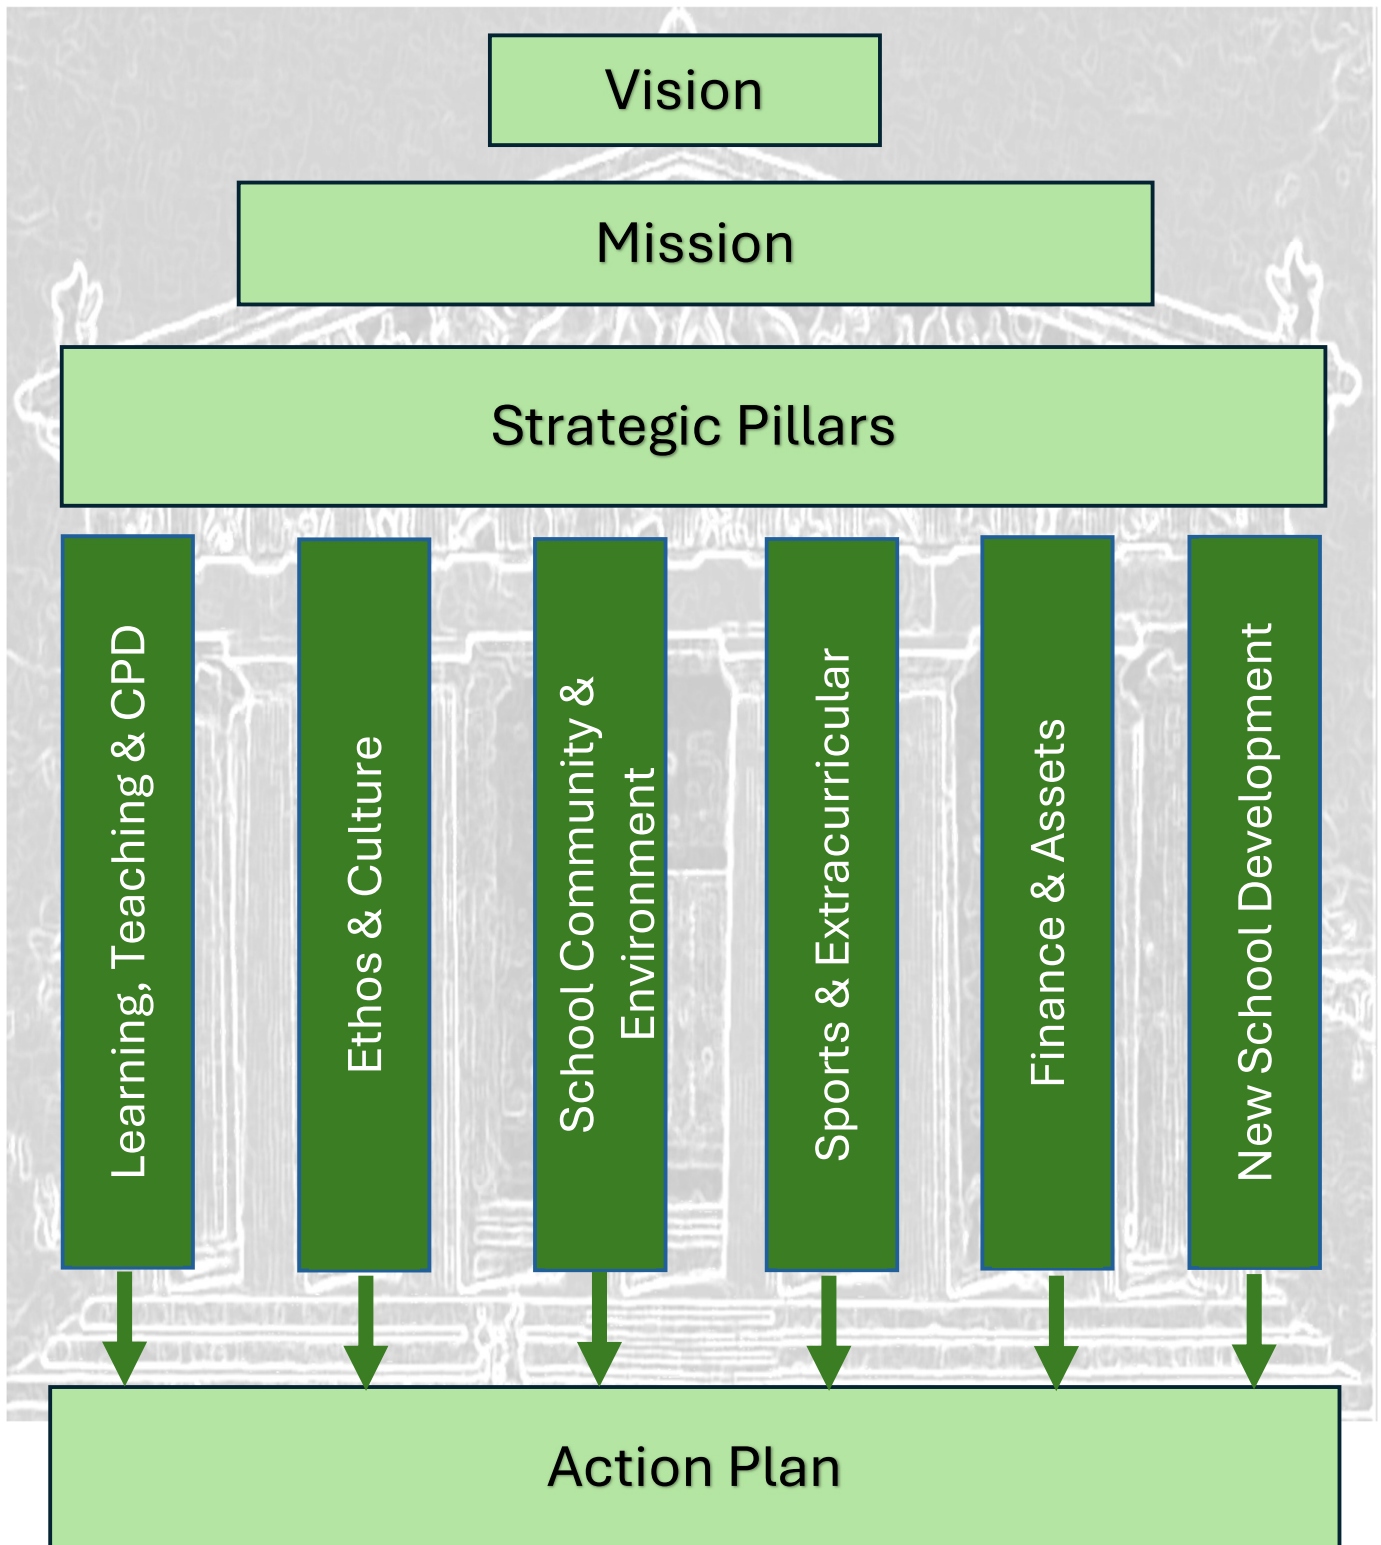 Vision
Mission
Strategic Pillars
Learning, Teaching & CPD
Ethos & Culture
School Community &
Environment
Sports & Extracurricular
Finance & Assets
New School Development
Action Plan